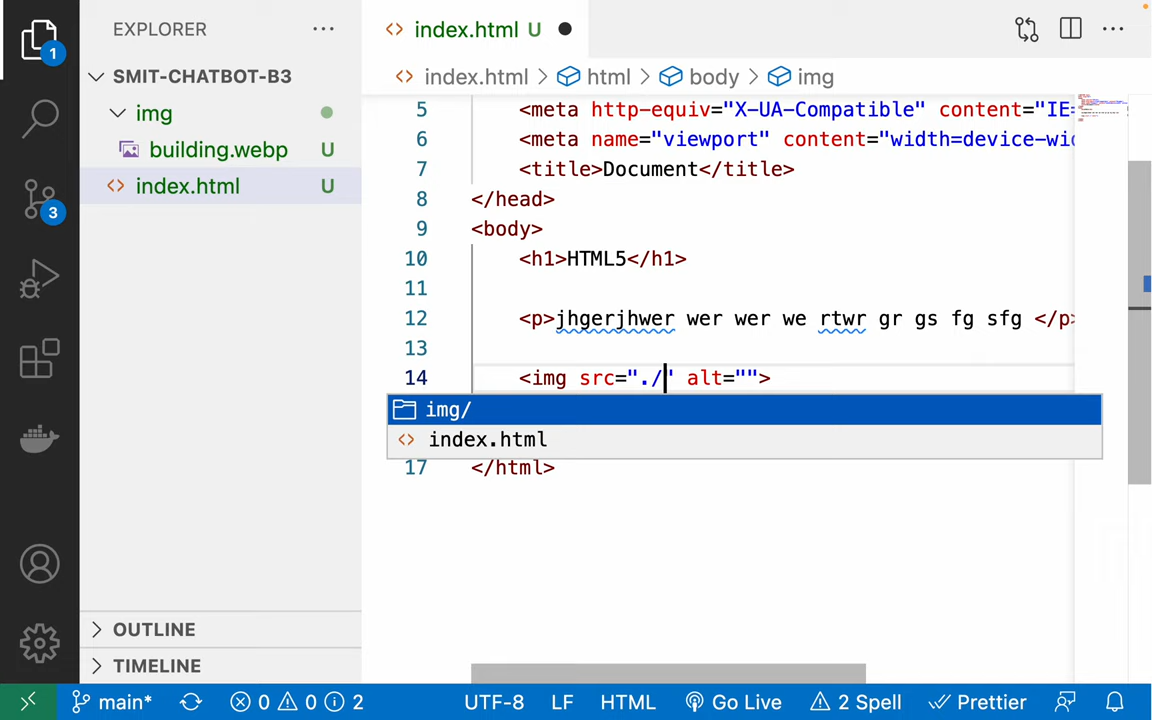 1
3
EXPLORER
SMIT-CHATBOT-B3
img
building.webp U
index.html U
OUTLINE
TIMELINE
index.html U
index.html > html > body > img
5 <meta http-equiv="X-UA-Compatible" content="IE=
6 <meta name="viewport" content="width=device-wid
7 <title>Document</title>
8 </head>
9 <body>
10 <h1>HTML5</h1>
11
12 <p>jhgerjhwer wer wer we rtwr gr gs fg sfg </p>
13
14 <img src="./" alt="">
img/
index.html
17 </html>
main* 0 0 2 UTF-8 LF HTML Go Live 2 Spell Prettier